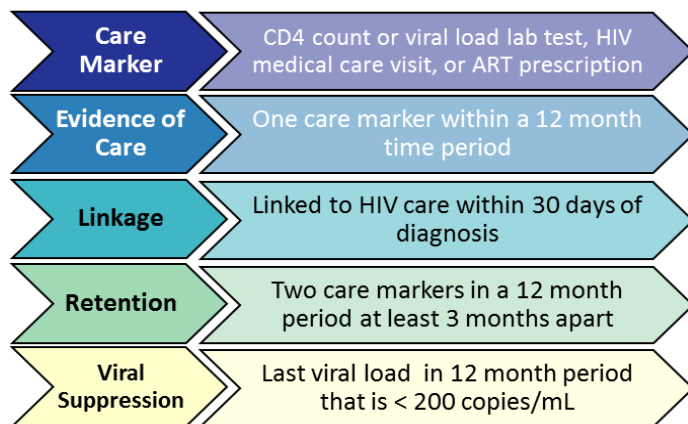 Care
Marker
CD4 count or viral load lab test, HIV
medical care visit, or ART prescription
Evidence of
Care
One care marker within a 12 month
time period
Linkage
Linked to HIV care within 30 days of
diagnosis
Retention
Two care markers in a 12 month
period at least 3 months apart
Viral
Suppression
Last viral load in 12 month period
that is < 200 copies/mL